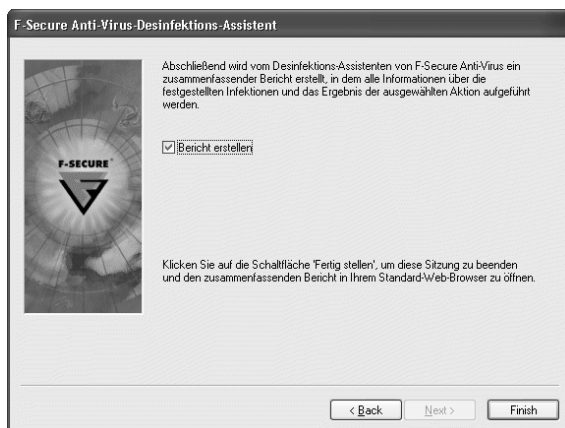 F-Secure Anti-Virus-Desinfektions-Assistent
Abschließend wird vom Desinfektions-Assistenten von F-Secure Anti-Virus ein
zusammenfassender Bericht erstellt, in dem alle Informationen über die
festgestellten Infektionen und das Ergebnis der ausgewählten Aktion aufgeführt
werden.
Bericht erstellen
F-SECURE
Klicken Sie auf die Schaltfläche 'Fertig stellen', um diese Sitzung zu beenden
und den zusammenfassenden Bericht in Ihrem Standard-Web-Browser zu öffnen.
< Back
Next >
Finish